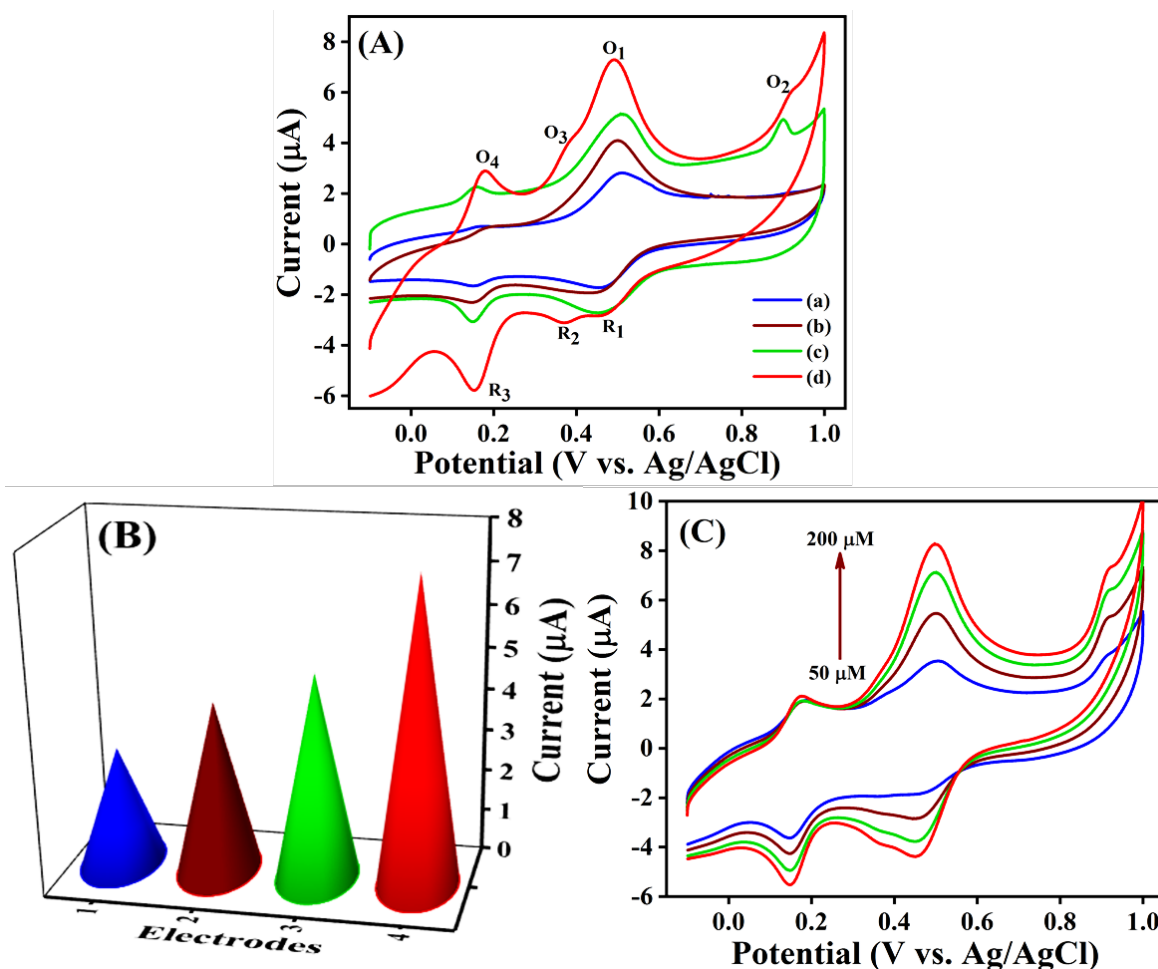 (A)
O1
O2
O3
O4
R1
R2
R3
8
6
4
2
0
-2
-4
-6
Current (μA)
0.0 0.2 0.4 0.6 0.8 1.0
Potential (V vs. Ag/AgCl)
(a)
(b)
(c)
(d)
(B)
8
7
6
5
4
3
2
1
0
Current (μA)
1 2 3 4
Electrodes
(C)
200 μM
50 μM
10
8
6
4
2
0
-2
-4
-6
Current (μA)
0.0 0.2 0.4 0.6 0.8 1.0
Potential (V vs. Ag/AgCl)